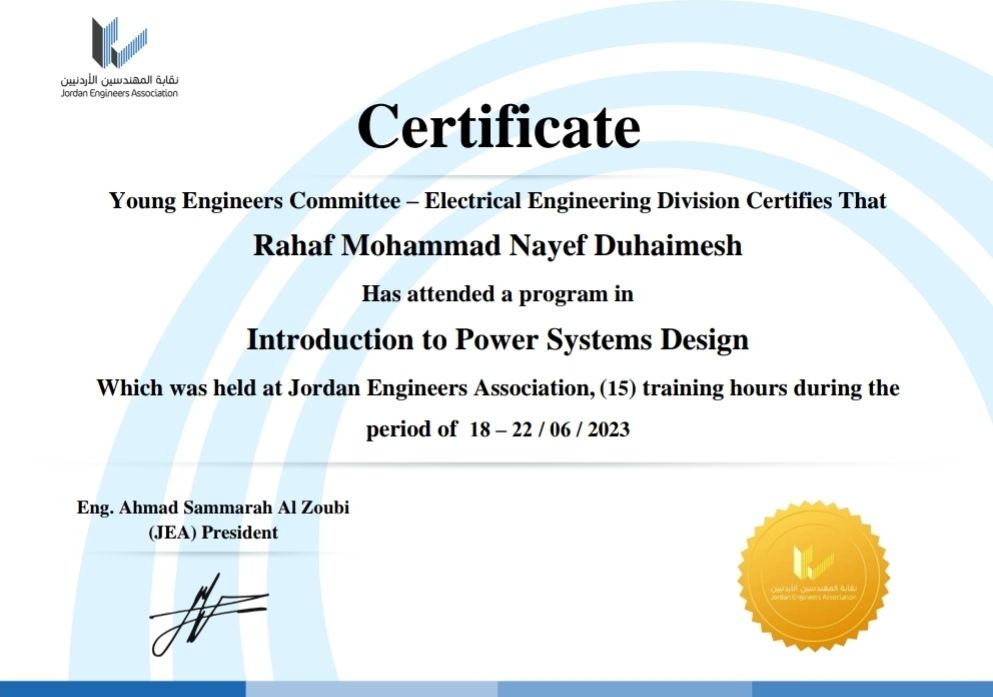 نقابة المهندسين الأردنيين
Jordan Engineers Association
Certificate
Young Engineers Committee – Electrical Engineering Division Certifies That
Rahaf Mohammad Nayef Duhaimesh
Has attended a program in
Introduction to Power Systems Design
Which was held at Jordan Engineers Association, (15) training hours during the
period of 18 – 22 / 06 / 2023
Eng. Ahmad Sammarah Al Zoubi
(JEA) President
نقابة المهندسين الأردنيين
Jordan Engineers Association